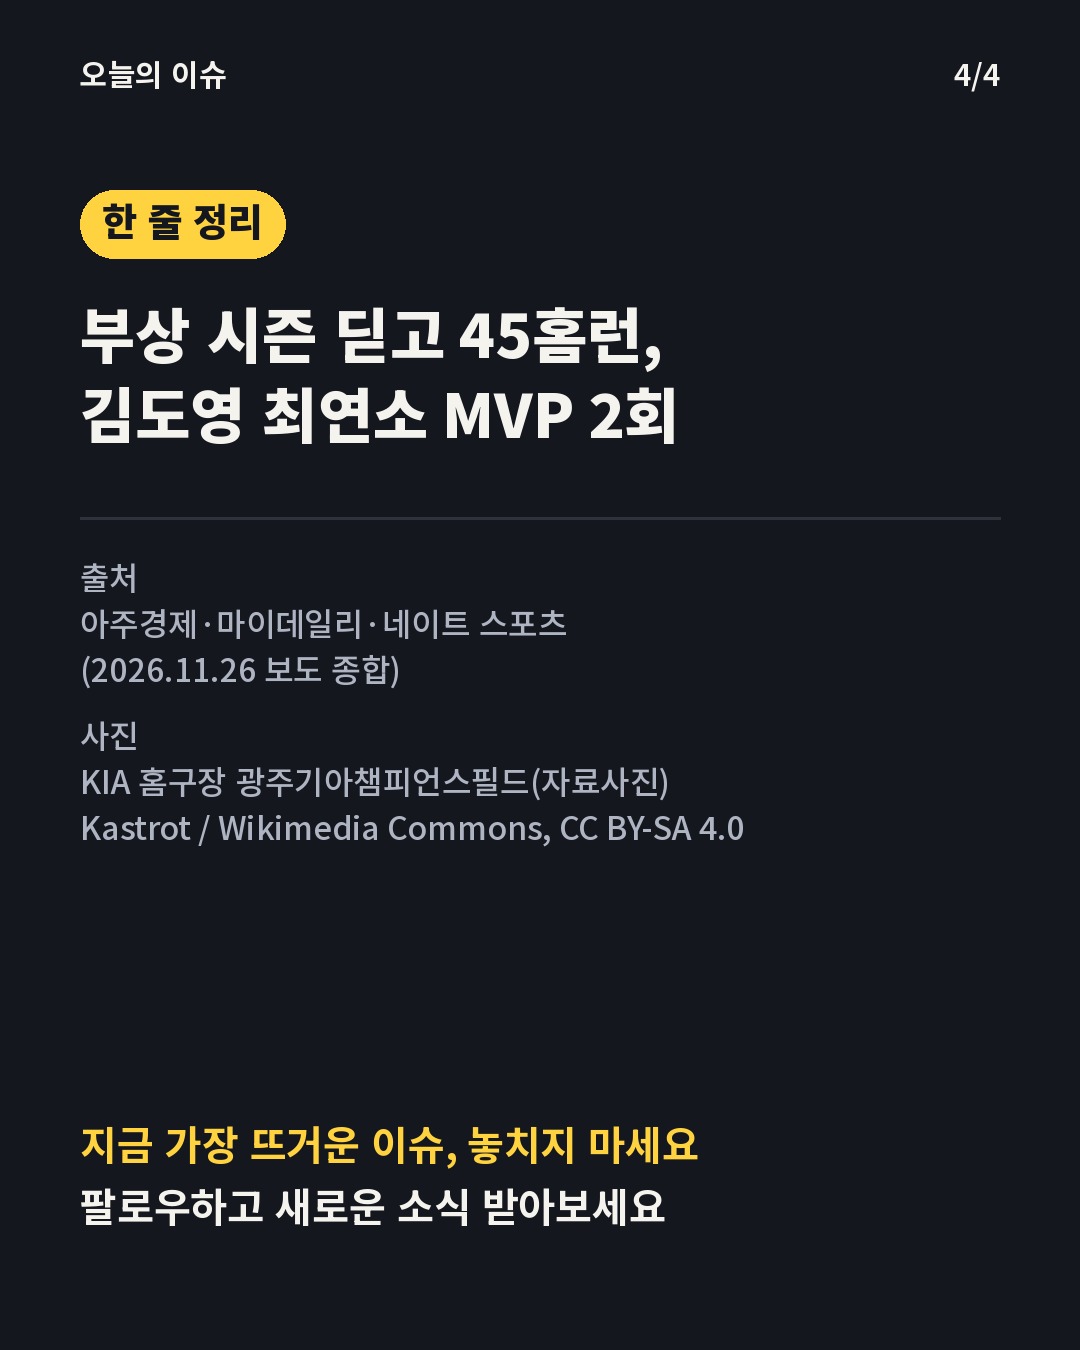 오늘의 이슈
4/4
한 줄 정리
부상 시즌 딛고 45홈런,
김도영 최연소 MVP 2회
출처
아주경제·마이데일리·네이트 스포츠
(2026.11.26 보도 종합)
사진
KIA 홈구장 광주기아챔피언스필드(자료사진)
Kastrot / Wikimedia Commons, CC BY-SA 4.0
지금 가장 뜨거운 이슈, 놓치지 마세요
팔로우하고 새로운 소식 받아보세요